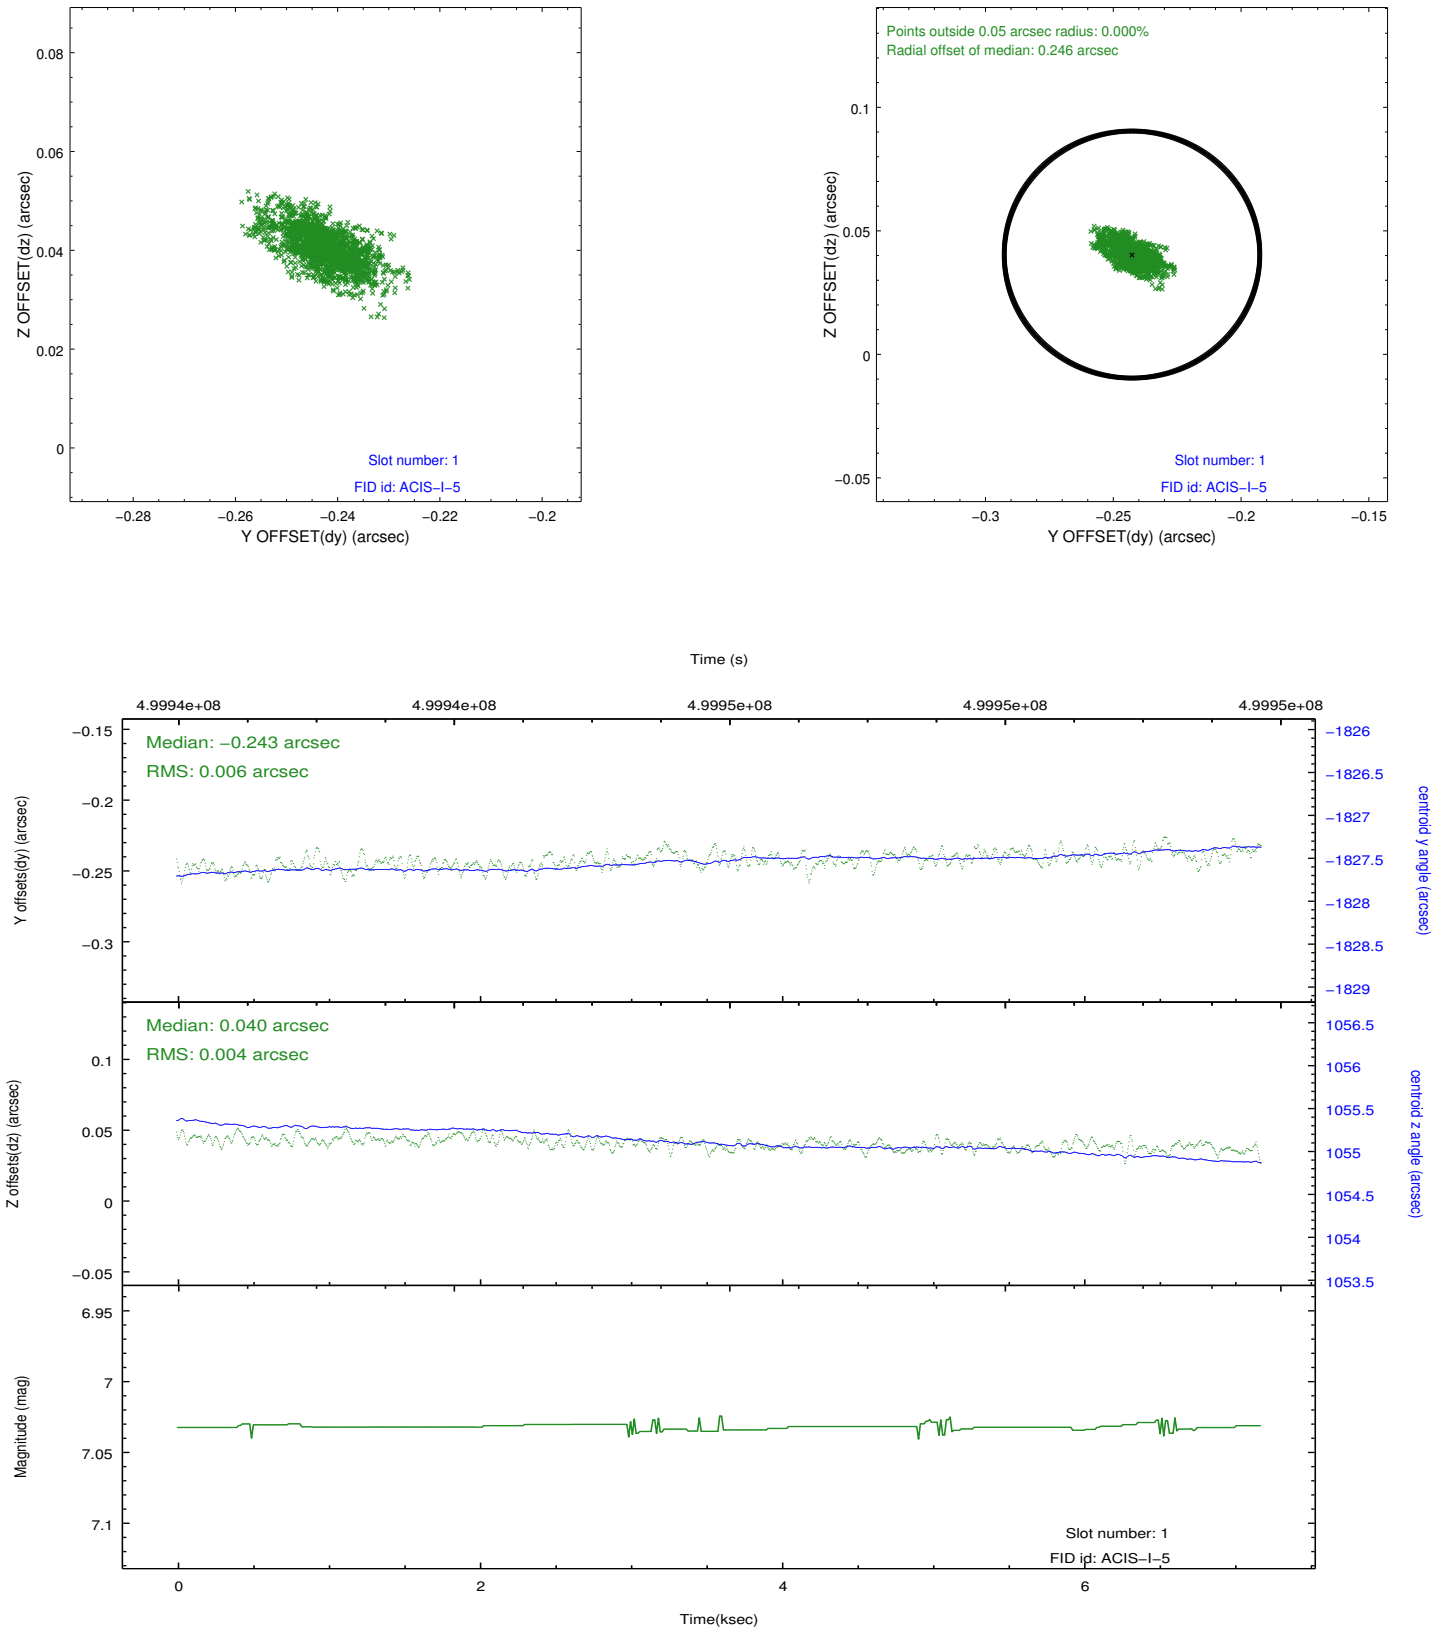 0.08
0.06
0.04
0.02
0
Z OFFSET(dz) (arcsec)
Slot number: 1
FID id: ACIS−I−5
−0.28
−0.26
−0.24
−0.22
−0.2
Y OFFSET(dy) (arcsec)
Points outside 0.05 arcsec radius: 0.000%
Radial offset of median: 0.246 arcsec
0.1
0.05
0
−0.05
Z OFFSET(dz) (arcsec)
Slot number: 1
FID id: ACIS−I−5
−0.3
−0.25
−0.2
−0.15
Y OFFSET(dy) (arcsec)
Time (s)
4.9994e+08
4.9994e+08
4.9995e+08
4.9995e+08
4.9995e+08
Median: −0.243 arcsec
RMS: 0.006 arcsec
−0.15
−0.2
−0.25
−0.3
Y offsets(dy) (arcsec)
−1826
−1826.5
−1827
−1827.5
−1828
−1828.5
−1829
centroid y angle (arcsec)
Median: 0.040 arcsec
RMS: 0.004 arcsec
0.1
0.05
0
−0.05
Z offsets(dz) (arcsec)
1056.5
1056
1055.5
1055
1054.5
1054
1053.5
centroid z angle (arcsec)
6.95
7
7.05
7.1
Magnitude (mag)
Slot number: 1
FID id: ACIS−I−5
0
2
4
6
Time(ksec)